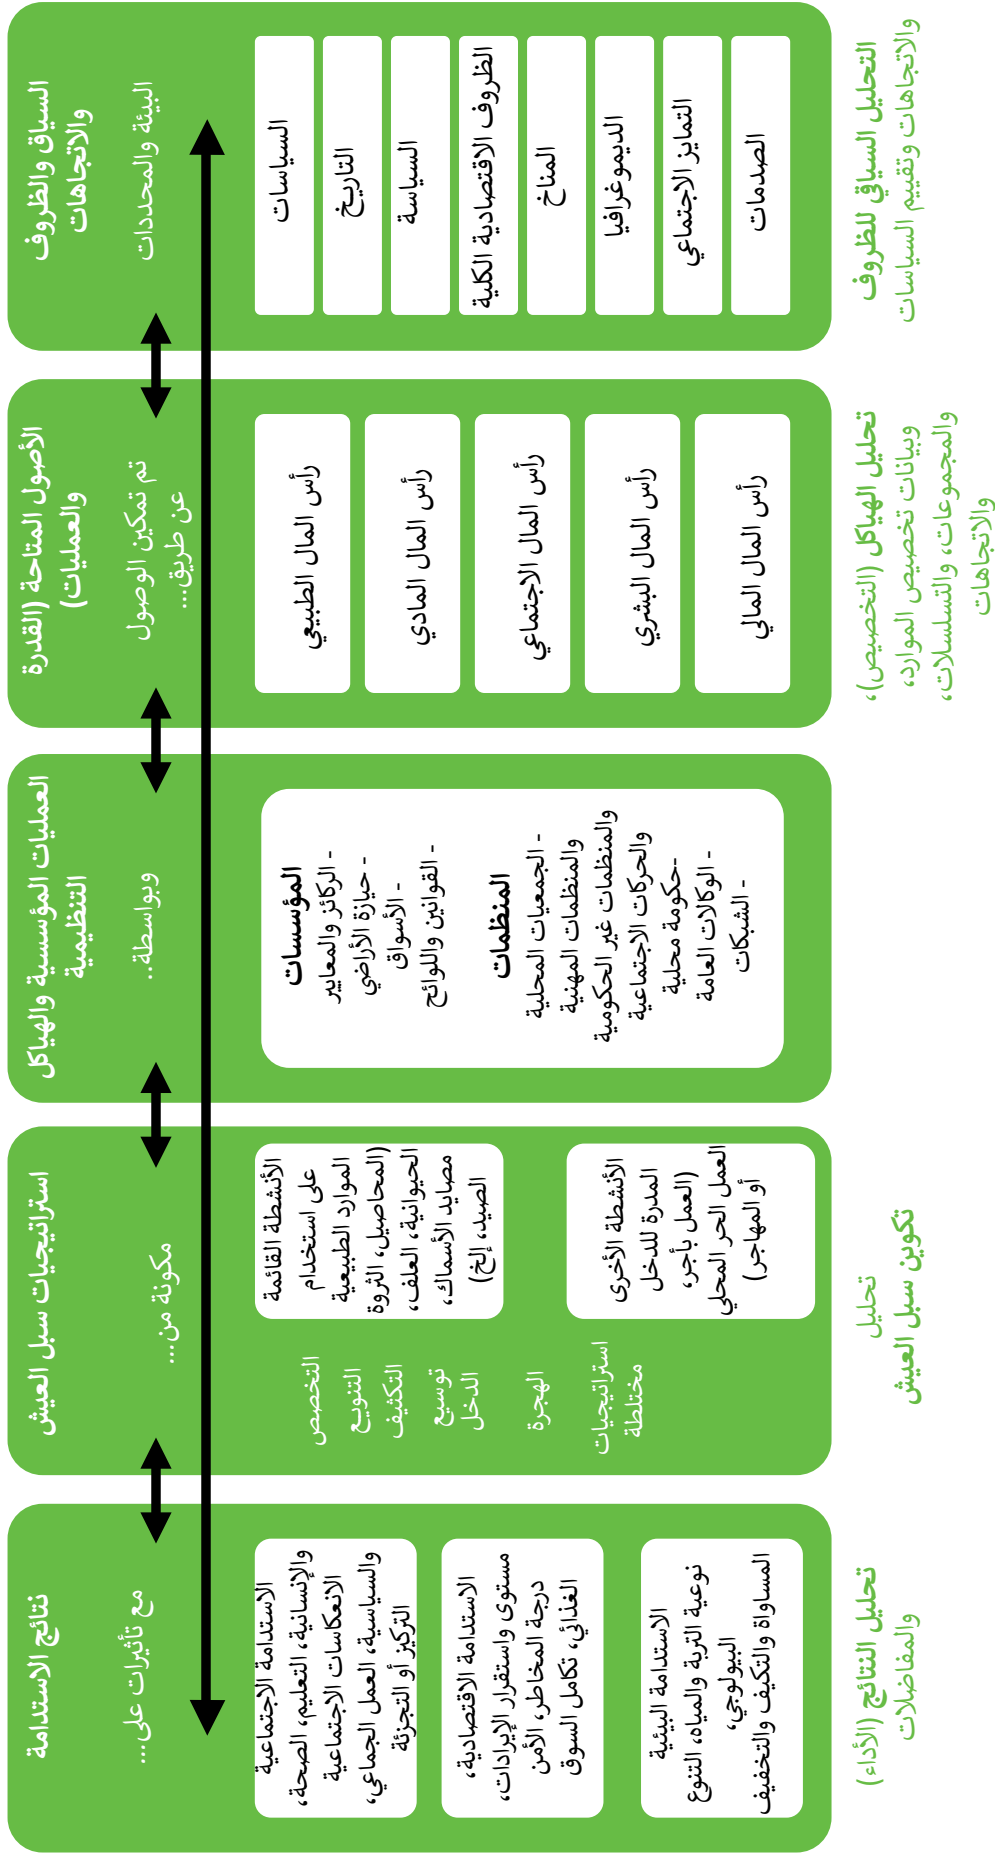 السياق والظروف
والاتجاهات
البيئة والمحددات
السياسات
التاريخ
السياسة
الظروف الاقتصادية الكلية
المناخ
الديموغرافيا
التمايز الاجتماعي
الصدمات
التحليل السياقي للظروف
والاتجاهات وتقييم السياسات
الأصول المتاحة (القدرة
والعمليات)
تم تمكين الوصول
عن طريق...
رأس المال الطبيعي
رأس المال المادي
رأس المال الاجتماعي
رأس المال البشري
رأس المال المالي
تحليل الهياكل (التخصيص)،
وبيانات تخصيص الموارد،
والمجموعات، والتسلسلات،
والاتجاهات
العمليات المؤسسية والهياكل
التنظيمية
وبواسطة..
المؤسسات
- الركائز والمعايير
- حيازة الأراضي
- الأسواق
- القوانين واللوائح
المنظمات
- الجمعيات المحلية
والمنظمات المهنية
والمنظمات غير الحكومية
والحركات الاجتماعية
-حكومة محلية
- الوكالات العامة
- الشبكات
استراتيجيات سبل العيش
مكونة من...
الأنشطة القائمة
على استخدام
الموارد الطبيعية
(المحاصيل، الثروة
الحيوانية، العلف،
مصايد الأسماك،
الصيد، إلخ)
الأنشطة الأخرى
المدرة للدخل
(العمل بأجر،
العمل الحر المحلي
أو المهاجر)
التخصص
التنويع
التكثيف
توسيع
الدخل
الهجرة
استراتيجيات
مختلطة
تحليل
تكوين سبل العيش
نتائج الاستدامة
مع تأثيرات على...
الاستدامة الاجتماعية
والإنسانية، التعليم، الصحة،
الانعكاسات الاجتماعية
والسياسية، العمل الجماعي،
التركيز أو التجزئة
الاستدامة الاقتصادية،
مستوى واستقرار الإيرادات،
درجة المخاطر، الأمن
الغذائي، تكامل السوق
الاستدامة البيئية
نوعية التربة والمياه، التنوع
البيولوجي،
المساواة والتكيف والتخفيف
تحليل النتائج (الأداء)
والمفاضلات